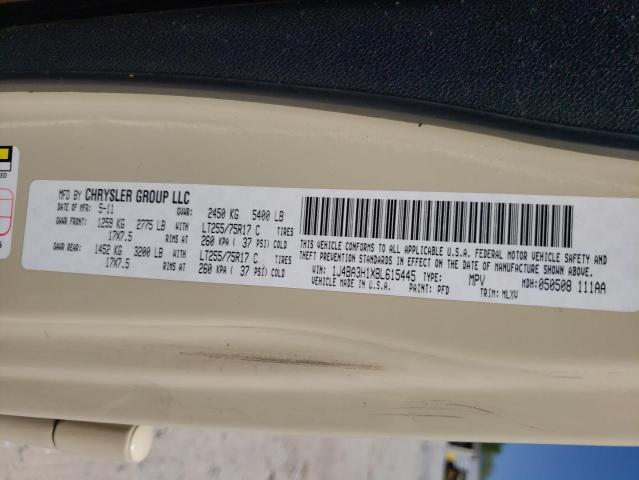 MFD BY CHRYSLER GROUP LLC
DATE OF MFR: 5-11 GVWR: 2450 KG 5400 LB
GAWR FRONT: 1259 KG 2775 LB LT255/75R17 C TIRES
17X7.5 RIMS AT 260 KPA ( 37 PSI) COLD
GAWR REAR: 1452 KG 3200 LB LT255/75R17 C TIRES
17X7.5 RIMS AT 260 KPA ( 37 PSI) COLD
THIS VEHICLE CONFORMS TO ALL APPLICABLE U.S.A. FEDERAL MOTOR VEHICLE SAFETY AND
THEFT PREVENTION STANDARDS IN EFFECT ON THE DATE OF MANUFACTURE SHOWN ABOVE.
VIN: 1J4BA3H1XBL615445 TYPE: MPV MDH: 050508 111AA
VEHICLE MADE IN U.S.A. PAINT: PFD TRIM: MLXV